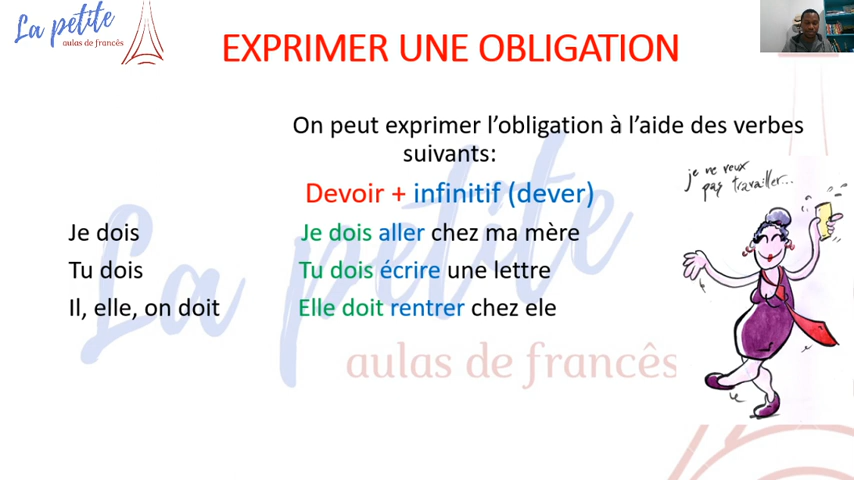 La petite
aulas de francês
EXPRIMER UNE OBLIGATION
On peut exprimer l’obligation à l’aide des verbes
suivants:
je ne veux
pas travailler...
Devoir + infinitif (dever)
Je dois Je dois aller chez ma mère
Tu dois Tu dois écrire une lettre
Il, elle, on doit Elle doit rentrer chez ele
La petite
aulas de francês